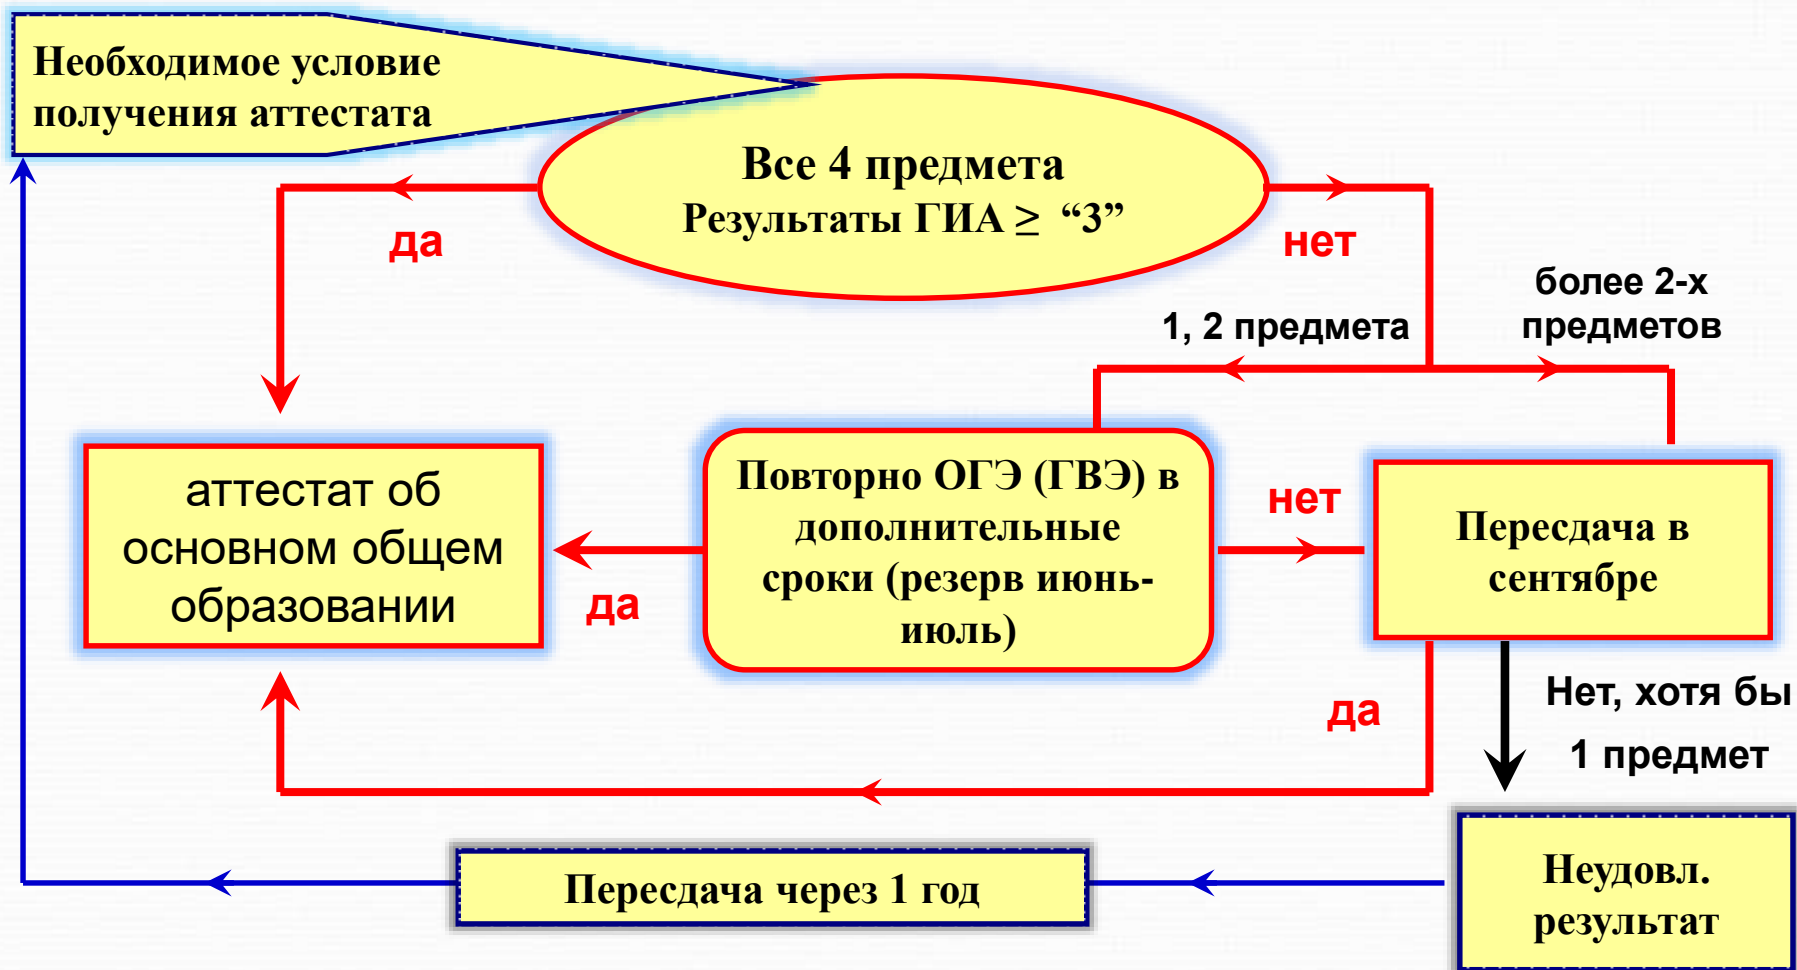 Необходимое условие
получения аттестата
Все 4 предмета
Результаты ГИА ≥ “3”
да
нет
более 2-х
предметов
1, 2 предмета
аттестат об
основном общем
образовании
Повторно ОГЭ (ГВЭ) в
дополнительные
сроки (резерв июнь-
июль)
нет
Пересдача в
сентябре
да
да
Нет, хотя бы
1 предмет
Пересдача через 1 год
Неудовл.
результат